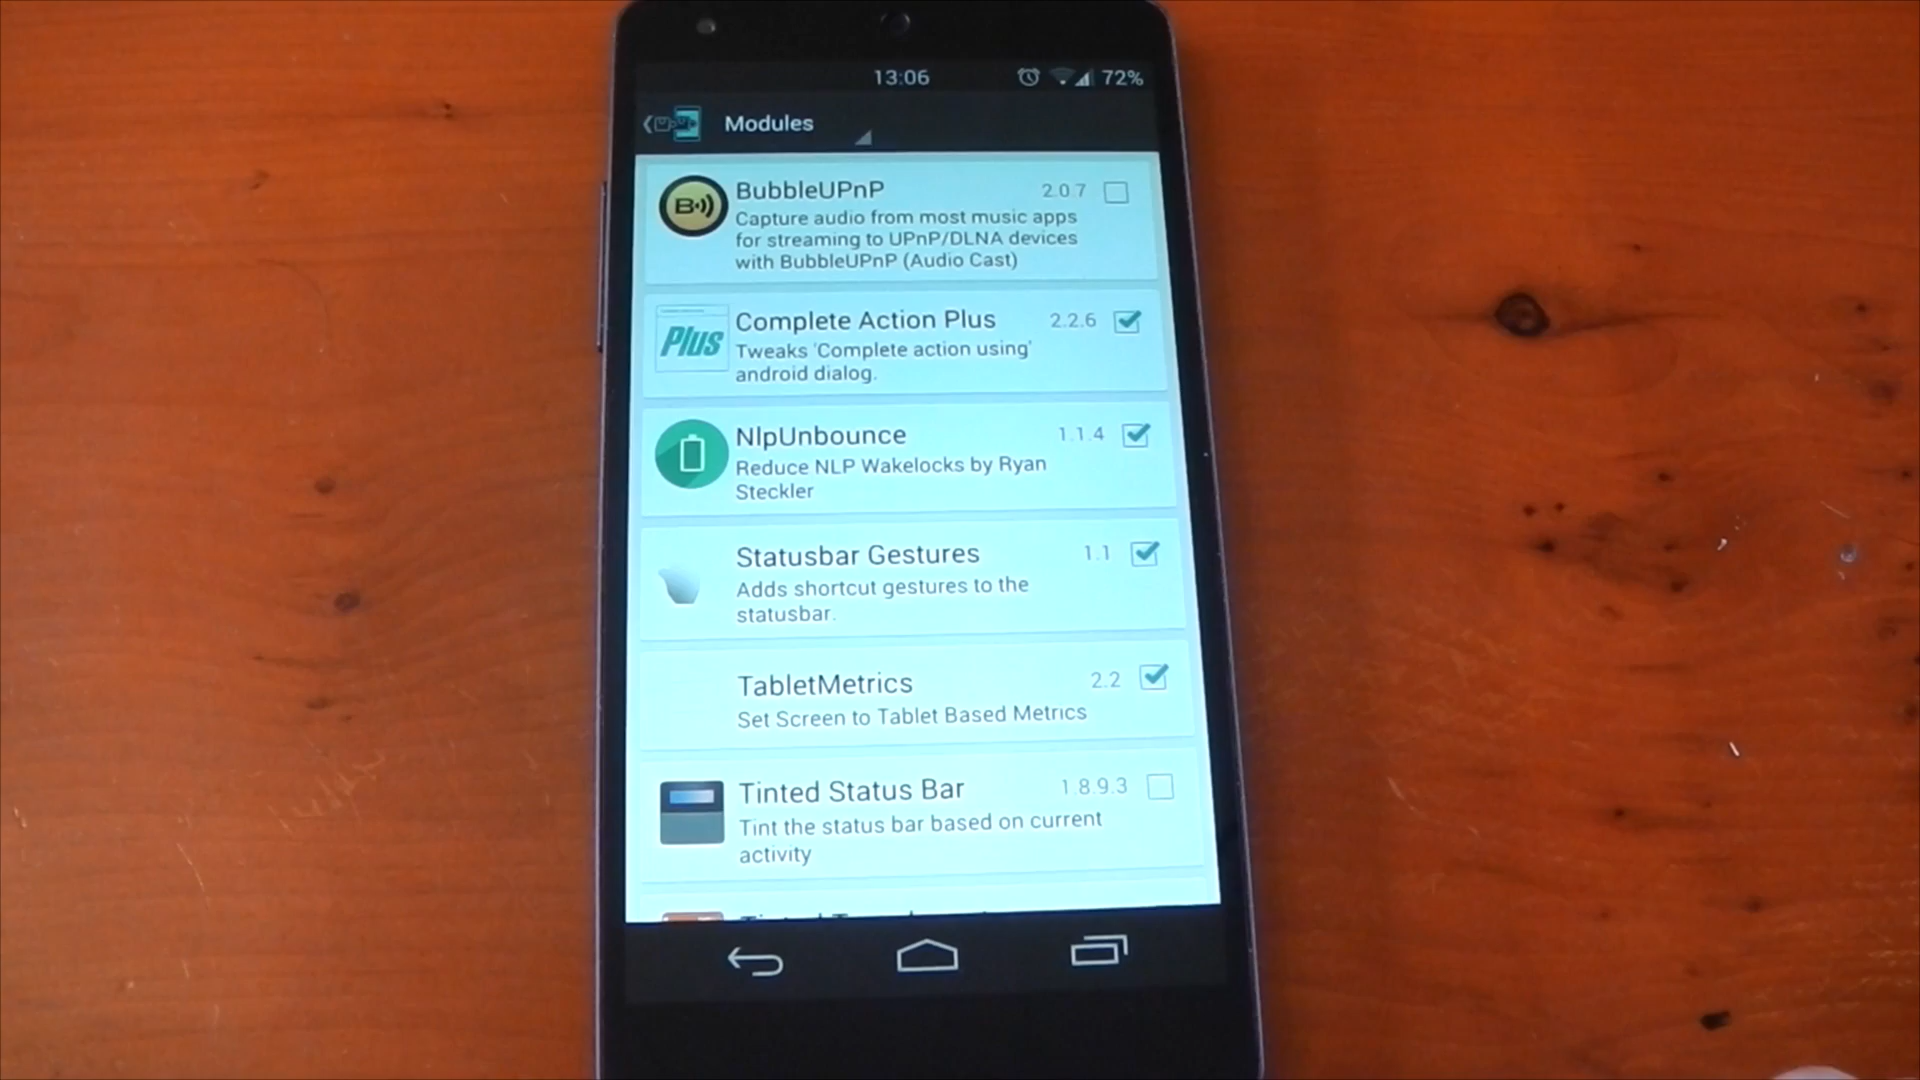 13:06 72%
Modules
BubbleUPnP 2.0.7
Capture audio from most music apps
for streaming to UPnP/DLNA devices
with BubbleUPnP (Audio Cast)
B
Complete Action Plus 2.2.6
Plus
Tweaks 'Complete action using'
android dialog.
NlpUnbounce 1.1.4
Reduce NLP Wakelocks by Ryan
Steckler
Statusbar Gestures 1.1
Adds shortcut gestures to the
statusbar.
TabletMetrics 2.2
Set Screen to Tablet Based Metrics
Tinted Status Bar 1.8.9.3
Tint the status bar based on current
activity